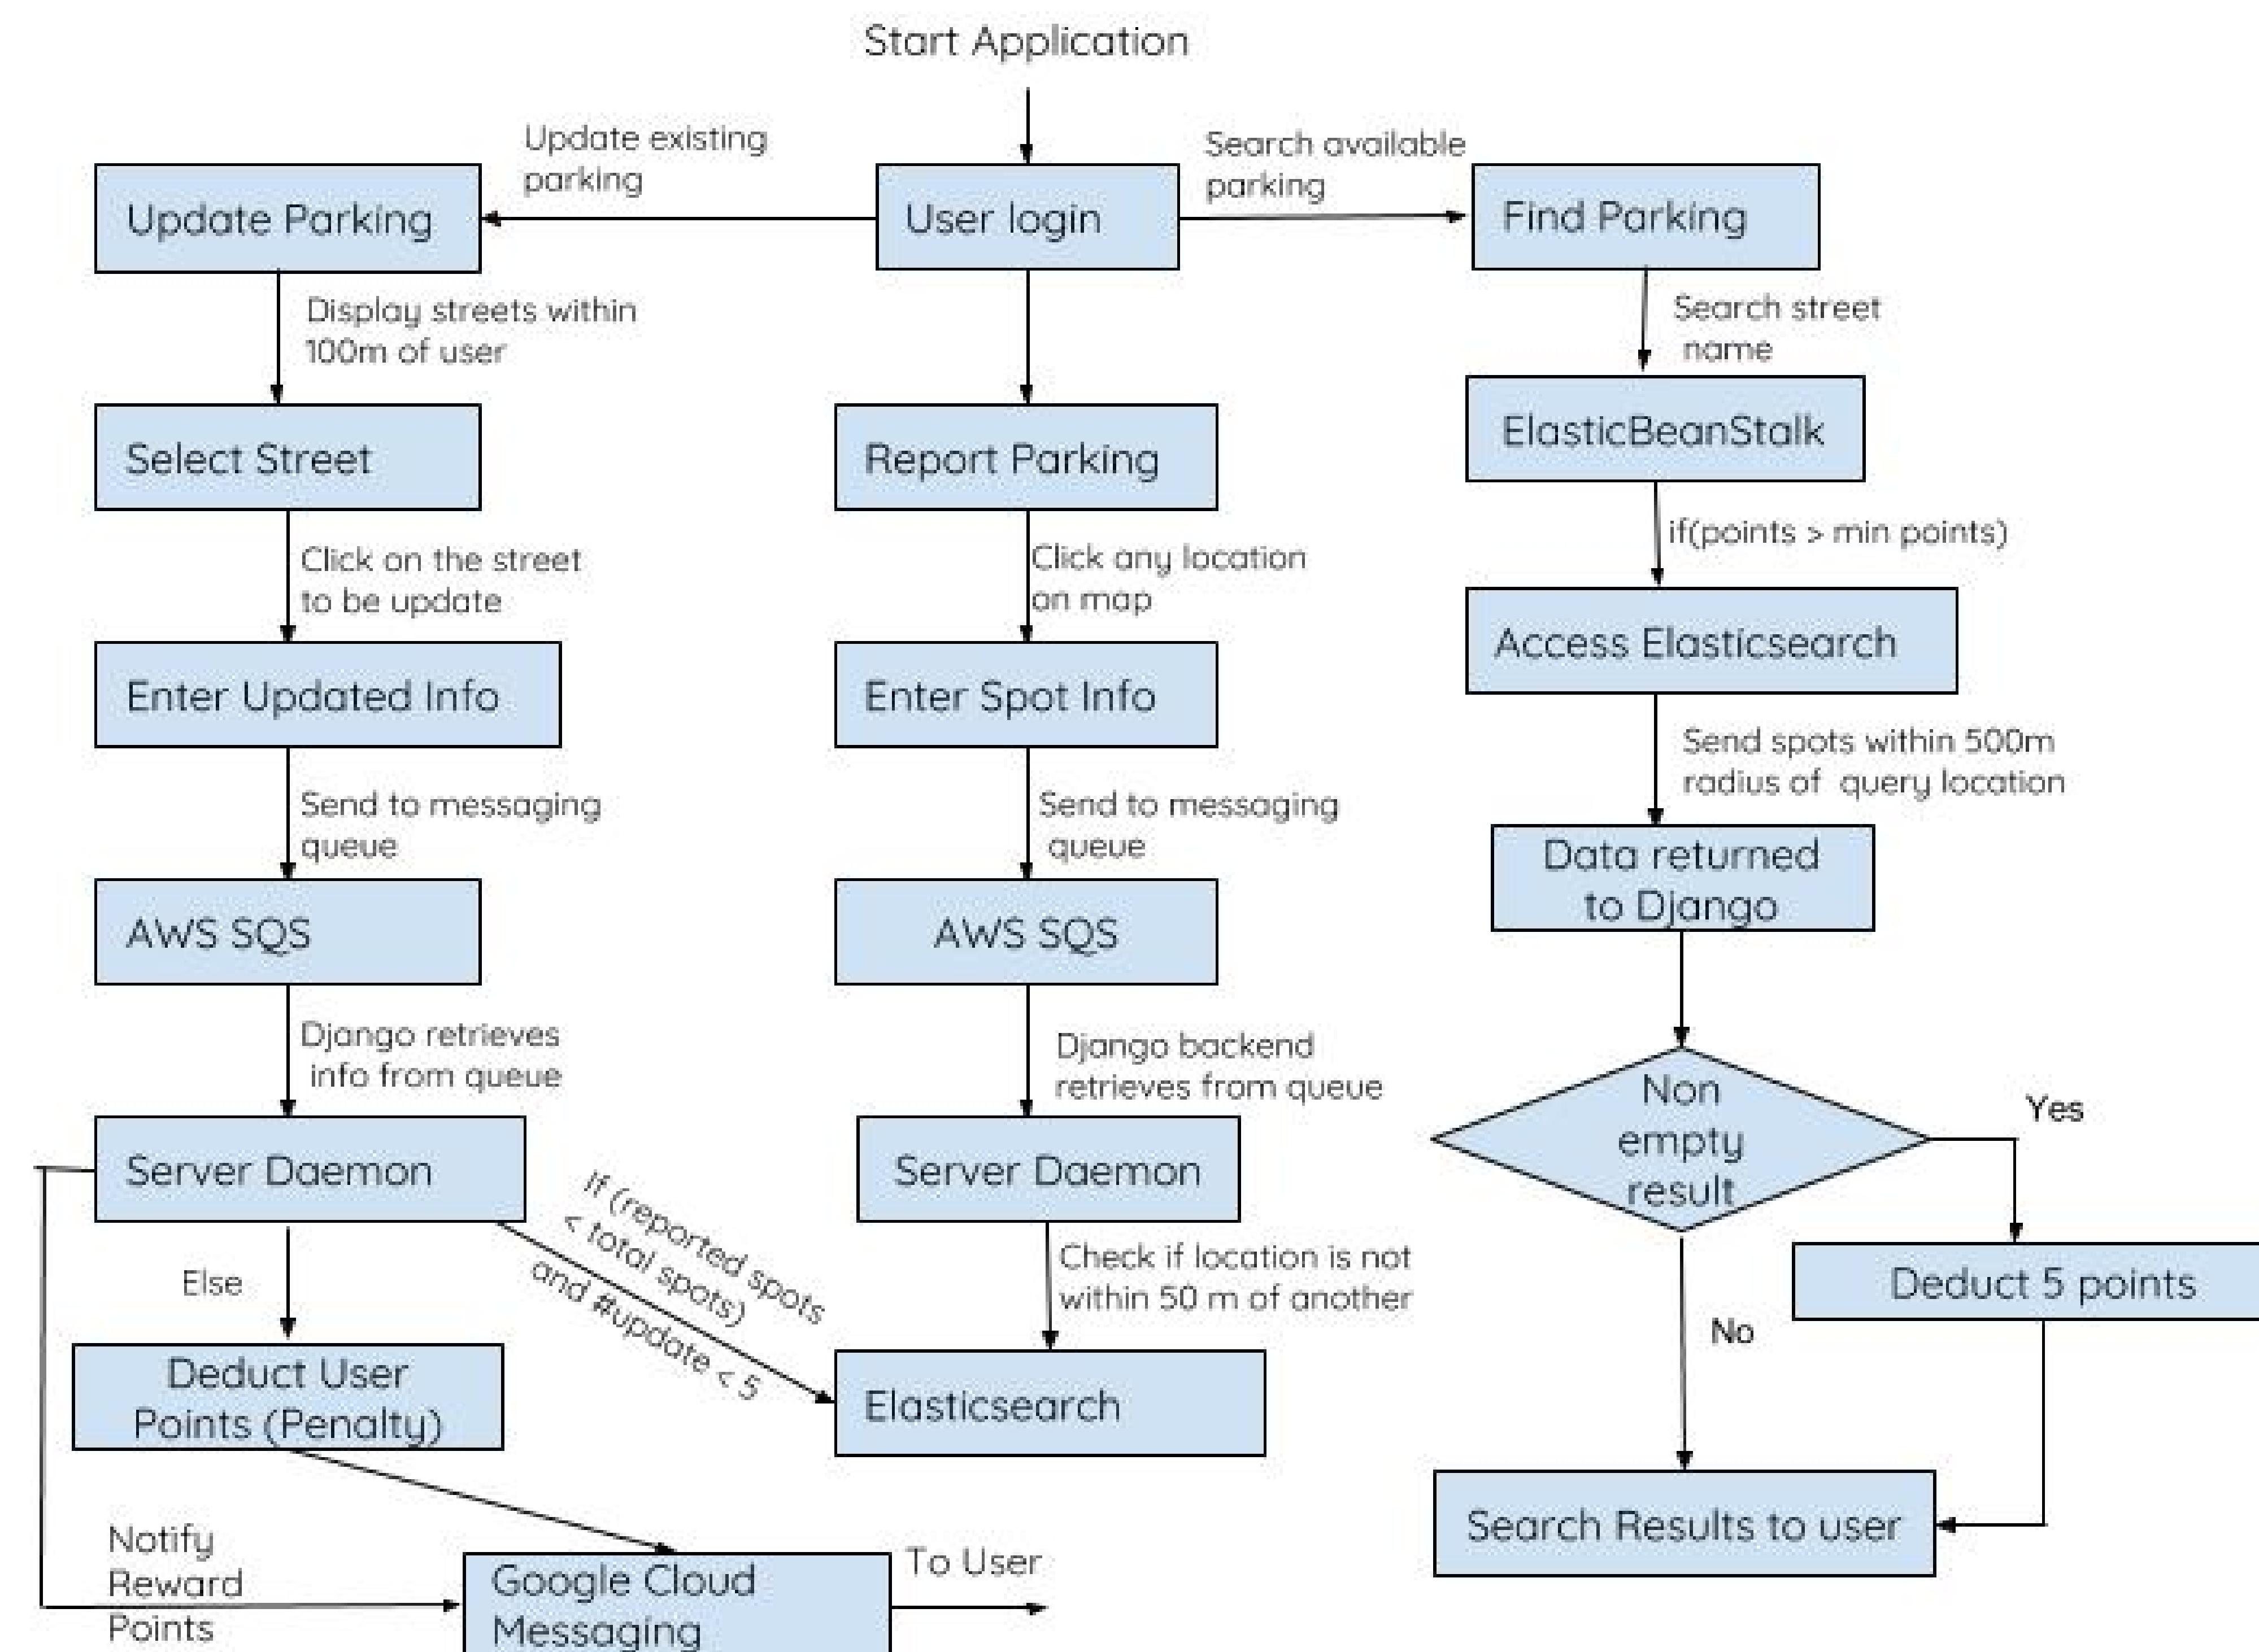 Start Application
Update existing
parking
Search available
parking
Update Parking
User login
Find Parking
Display streets within
100m of user
Search street
name
Select Street
Report Parking
ElasticBeanStalk
if(points > min points)
Click on the street
to be update
Click any location
on map
Access Elasticsearch
Enter Updated Info
Enter Spot Info
Send spots within 500m
radius of query location
Send to messaging
queue
Send to messaging
queue
Data returned
to Django
AWS SQS
AWS SQS
Django retrieves
info from queue
Django backend
retrieves from queue
Non
empty
result
Yes
Server Daemon
If (reported spots
< total spots)
and #update < 5
Server Daemon
Else
Check if location is not
within 50 m of another
Deduct 5 points
No
Deduct User
Points (Penalty)
Elasticsearch
Search Results to user
Notify
Reward
Points
Google Cloud
Messaging
To User